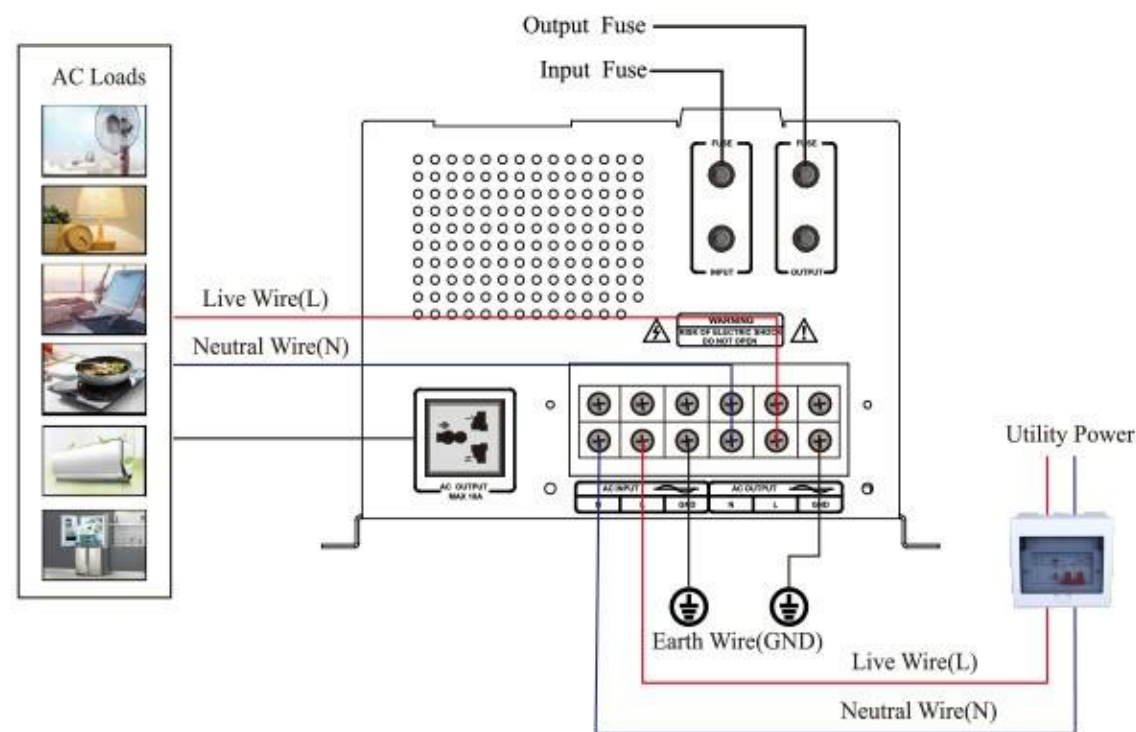 Output Fuse
Input Fuse
AC Loads
FUSE
FUSE
INPUT
OUTPUT
Live Wire(L)
WARNING
RISK OF ELECTRIC SHOCK
DO NOT OPEN
Neutral Wire(N)
Utility Power
AC OUTPUT
MAX 10A
AC INPUT
AC OUTPUT
N
L
GND
N
L
GND
Earth Wire(GND)
Live Wire(L)
Neutral Wire(N)